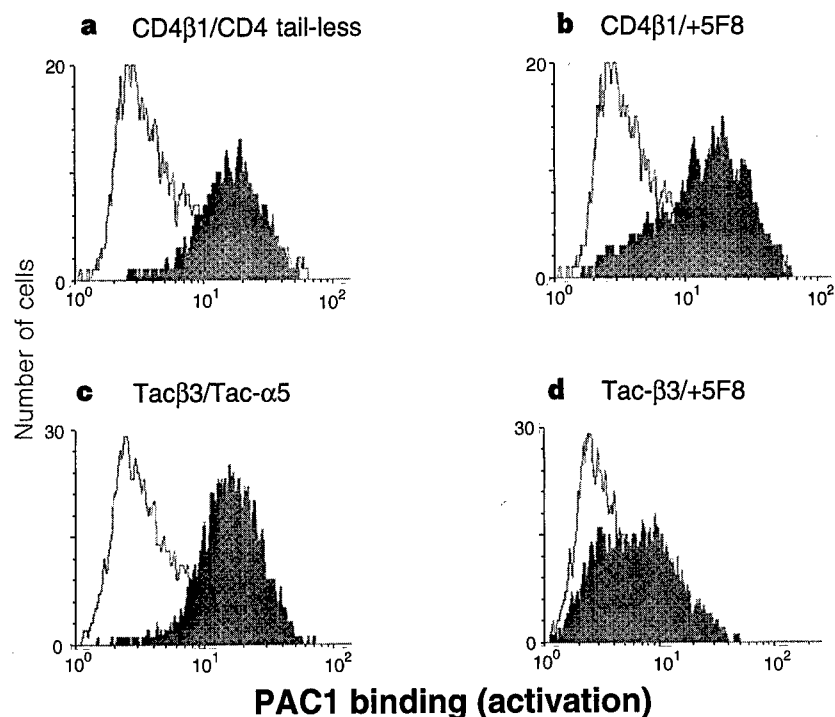 a CD4β1/CD4 tail-less
b CD4β1/+5F8
20
10
0
10⁰ 10¹ 10²
20
10
0
10⁰ 10¹ 10²
Number of cells
c Tacβ3/Tac-α5
d Tac-β3/+5F8
30
0
10⁰ 10¹ 10²
30
0
10⁰ 10¹ 10²
PAC1 binding (activation)